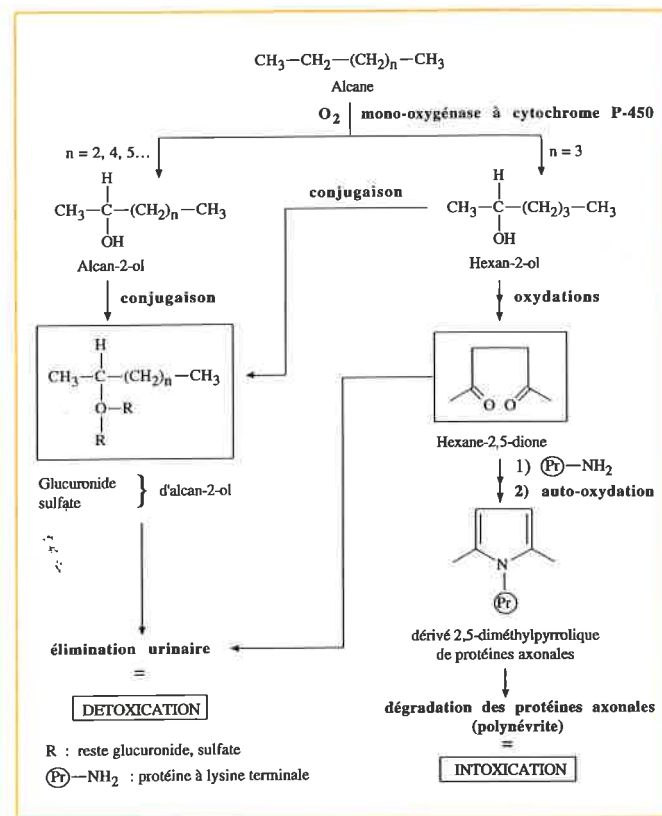 CH₃—CH₂—(CH₂)ₙ—CH₃
Alcane
O₂ mono-oxygénase à cytochrome P-450
n = 2, 4, 5...
n = 3
H
CH₃—C—(CH₂)ₙ—CH₃
OH
Alcan-2-ol
conjugaison
H
CH₃—C—(CH₂)₃—CH₃
OH
Hexan-2-ol
conjugaison
oxydations
H
CH₃—C—(CH₂)ₙ—CH₃
O—R
R
O O
Hexane-2,5-dione
Glucuronide
sulfate } d'alcan-2-ol
1) Pr—NH₂
2) auto-oxydation
N
Pr
dérivé 2,5-diméthylpyrrolique
de protéines axonales
élimination urinaire
=
DETOXICATION
dégradation des protéines axonales
(polynévrite)
=
INTOXICATION
R : reste glucuronide, sulfate
Pr—NH₂ : protéine à lysine terminale